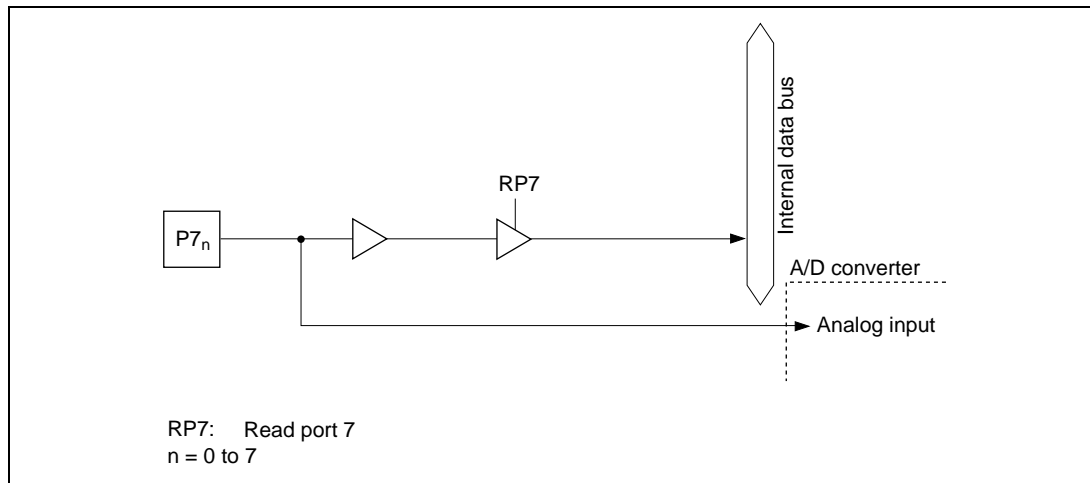 Internal data bus
RP7
P7n
A/D converter
Analog input
RP7: Read port 7
n = 0 to 7